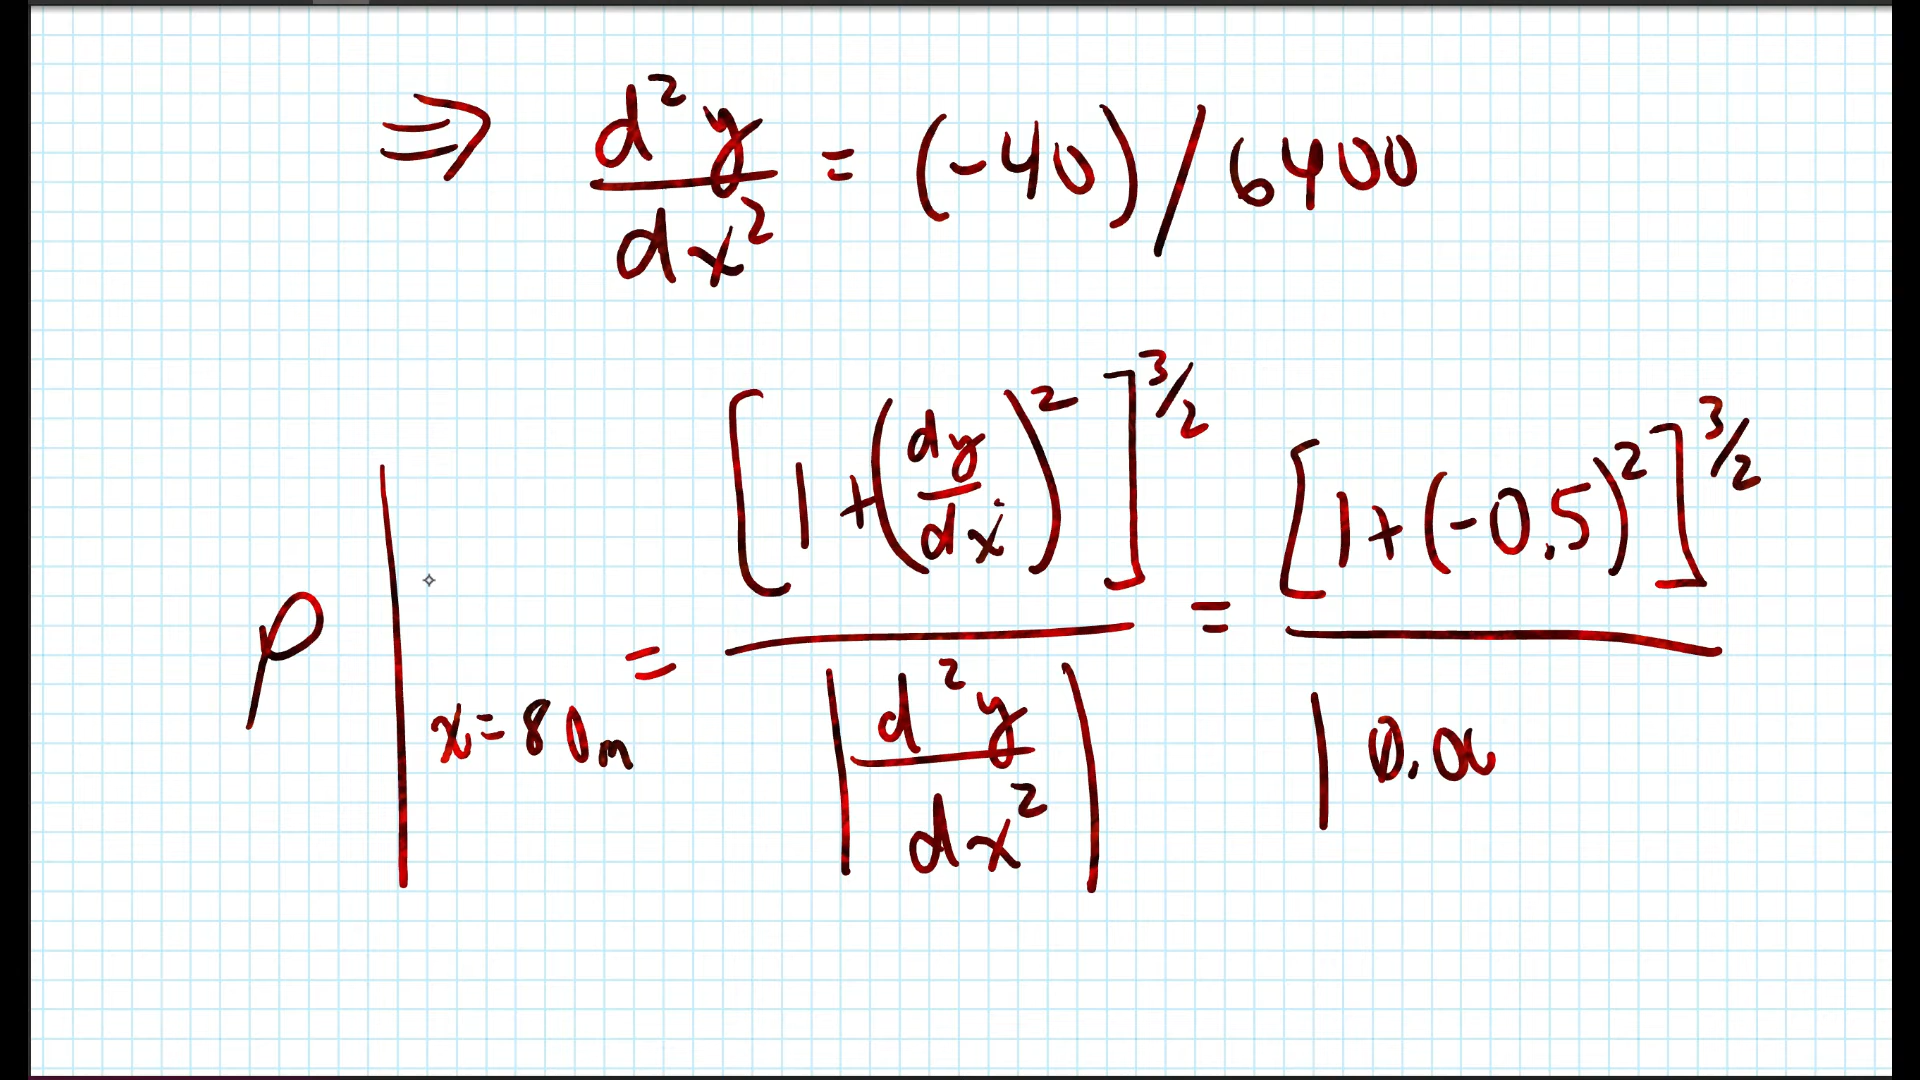 ⇒ d²y/dx² = (-40)/6400
ρ|x=80m = [1+(dy/dx)²]^3/2 / |d²y/dx²| = [1+(-0.5)²]^3/2 / |0.0